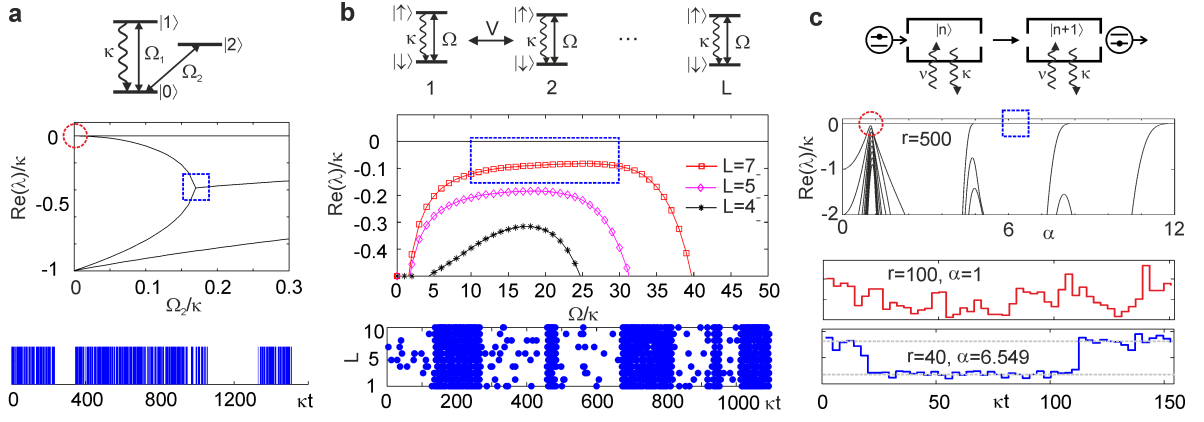 a
|1⟩
|2⟩
κ
Ω₁
Ω₂
|0⟩
0
-0.5
-1
Re(λ)/κ
0
0.1
0.2
0.3
Ω₂/κ
0
400
800
1200
κt
b
|↑⟩
κ
Ω
|↓⟩
1
V
|↑⟩
κ
Ω
|↓⟩
2
...
|↑⟩
κ
Ω
|↓⟩
L
0
-0.1
-0.2
-0.3
-0.4
Re(λ)/κ
L=7
L=5
L=4
0
5
10
15
20
25
30
35
40
45
50
Ω/κ
10
5
1
L
0
200
400
600
800
1000
κt
c
|n⟩
ν
κ
|n+1⟩
ν
κ
r=500
0
-1
-2
Re(λ)/κ
0
6
12
α
r=100, α=1
r=40, α=6.549
0
50
100
150
κt